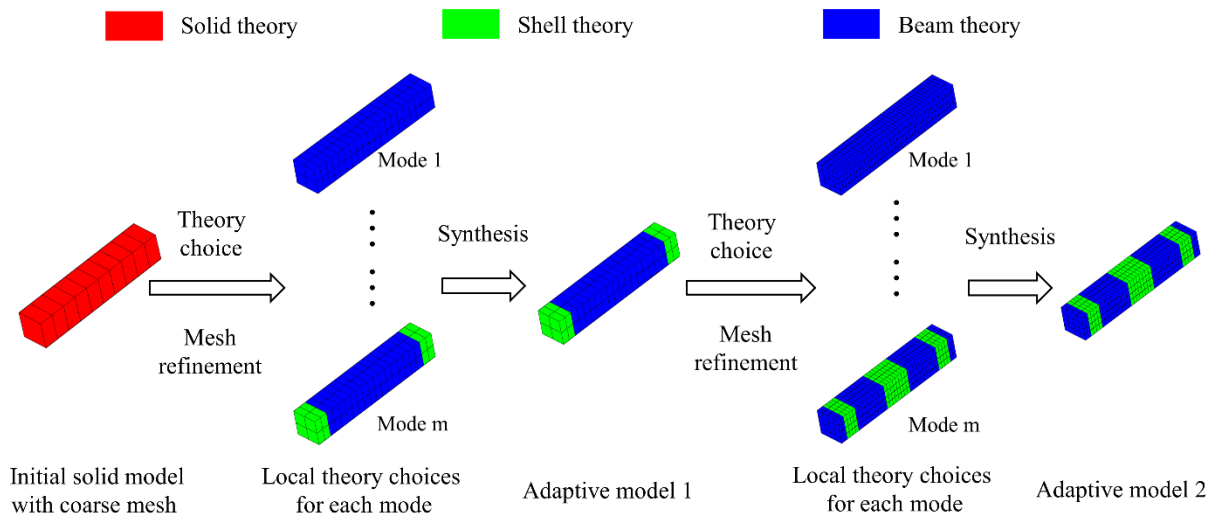 Solid theory
Shell theory
Beam theory
Mode 1
Mode 1
Theory
choice
Synthesis
Theory
choice
Synthesis
Mesh
refinement
Mesh
refinement
Mode m
Mode m
Initial solid model
with coarse mesh
Local theory choices
for each mode
Adaptive model 1
Local theory choices
for each mode
Adaptive model 2